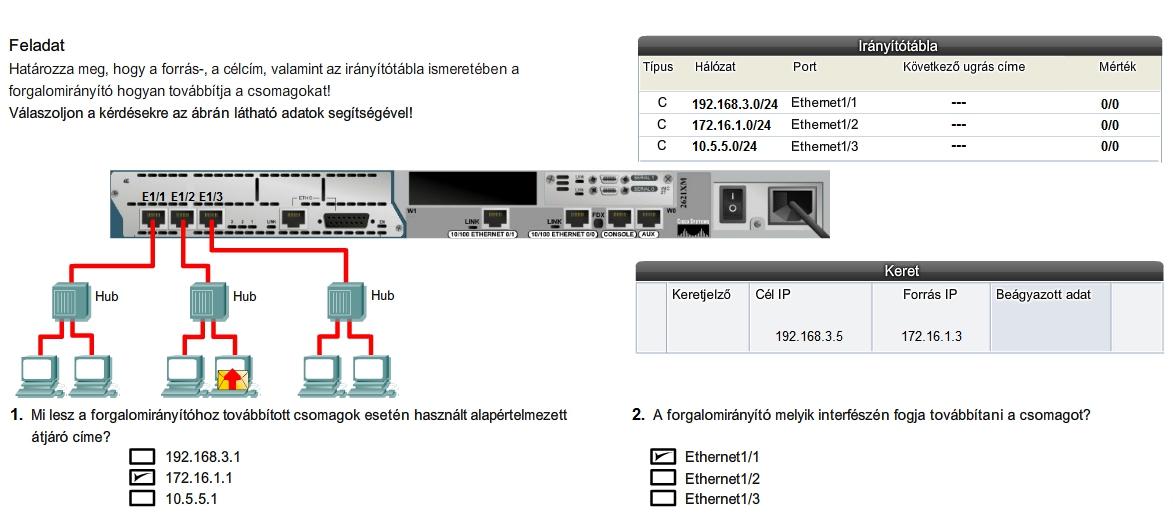 Feladat
Határozza meg, hogy a forrás-, a célcím, valamint az irányítótábla ismeretében a
forgalomirányító hogyan továbbítja a csomagokat!
Válaszoljon a kérdésekre az ábrán látható adatok segítségével!
Irányítótábla
Típus Hálózat Port Következő ugrás címe Mérték
C 192.168.3.0/24 Ethernet1/1 --- 0/0
C 172.16.1.0/24 Ethernet1/2 --- 0/0
C 10.5.5.0/24 Ethernet1/3 --- 0/0
E1/1 E1/2 E1/3
ETH 0
3 2 1 LINK
EN
W1
LINK
10/100 ETHERNET 0/1
LINK
FDX
W0
10/100 ETHERNET 0/0 CONSOLE AUX
SERIAL 1
SERIAL 0
2621XM
CISCO SYSTEMS
Hub
Hub
Hub
Keret
Keretjelző Cél IP Forrás IP Beágyazott adat
192.168.3.5 172.16.1.3
1. Mi lesz a forgalomirányítóhoz továbbított csomagok esetén használt alapértelmezett
átjáró címe?
192.168.3.1
172.16.1.1
10.5.5.1
2. A forgalomirányító melyik interfészén fogja továbbítani a csomagot?
Ethernet1/1
Ethernet1/2
Ethernet1/3